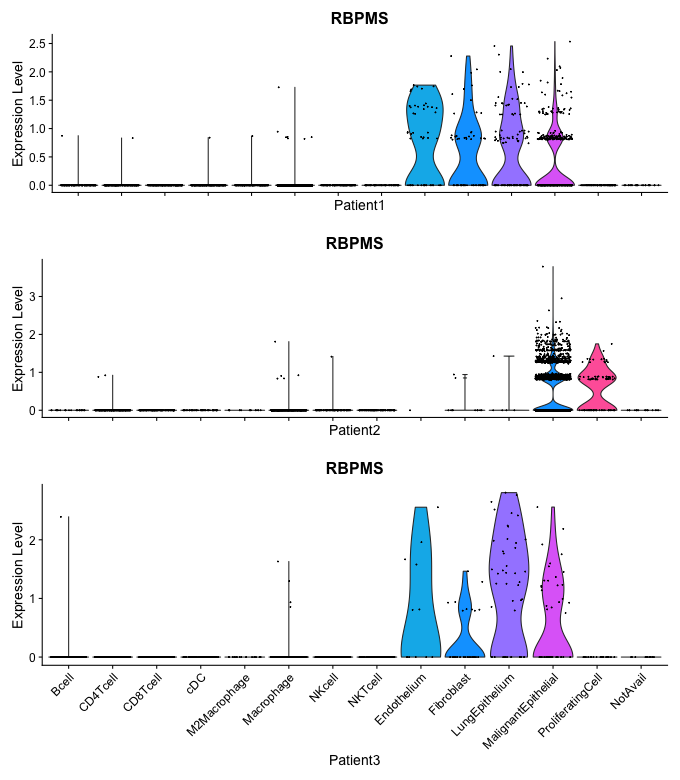 RBPMS
Expression Level
2.5
2.0
1.5
1.0
0.5
0.0
Patient1
RBPMS
Expression Level
3
2
1
0
Patient2
RBPMS
Expression Level
2
1
0
Bcell
CD4Tcell
CD8Tcell
cDC
M2Macrophage
Macrophage
NKcell
NKTcell
Endothelium
Fibroblast
LungEpithelium
MalignantEpithelial
ProliferatingCell
NotAvail
Patient3